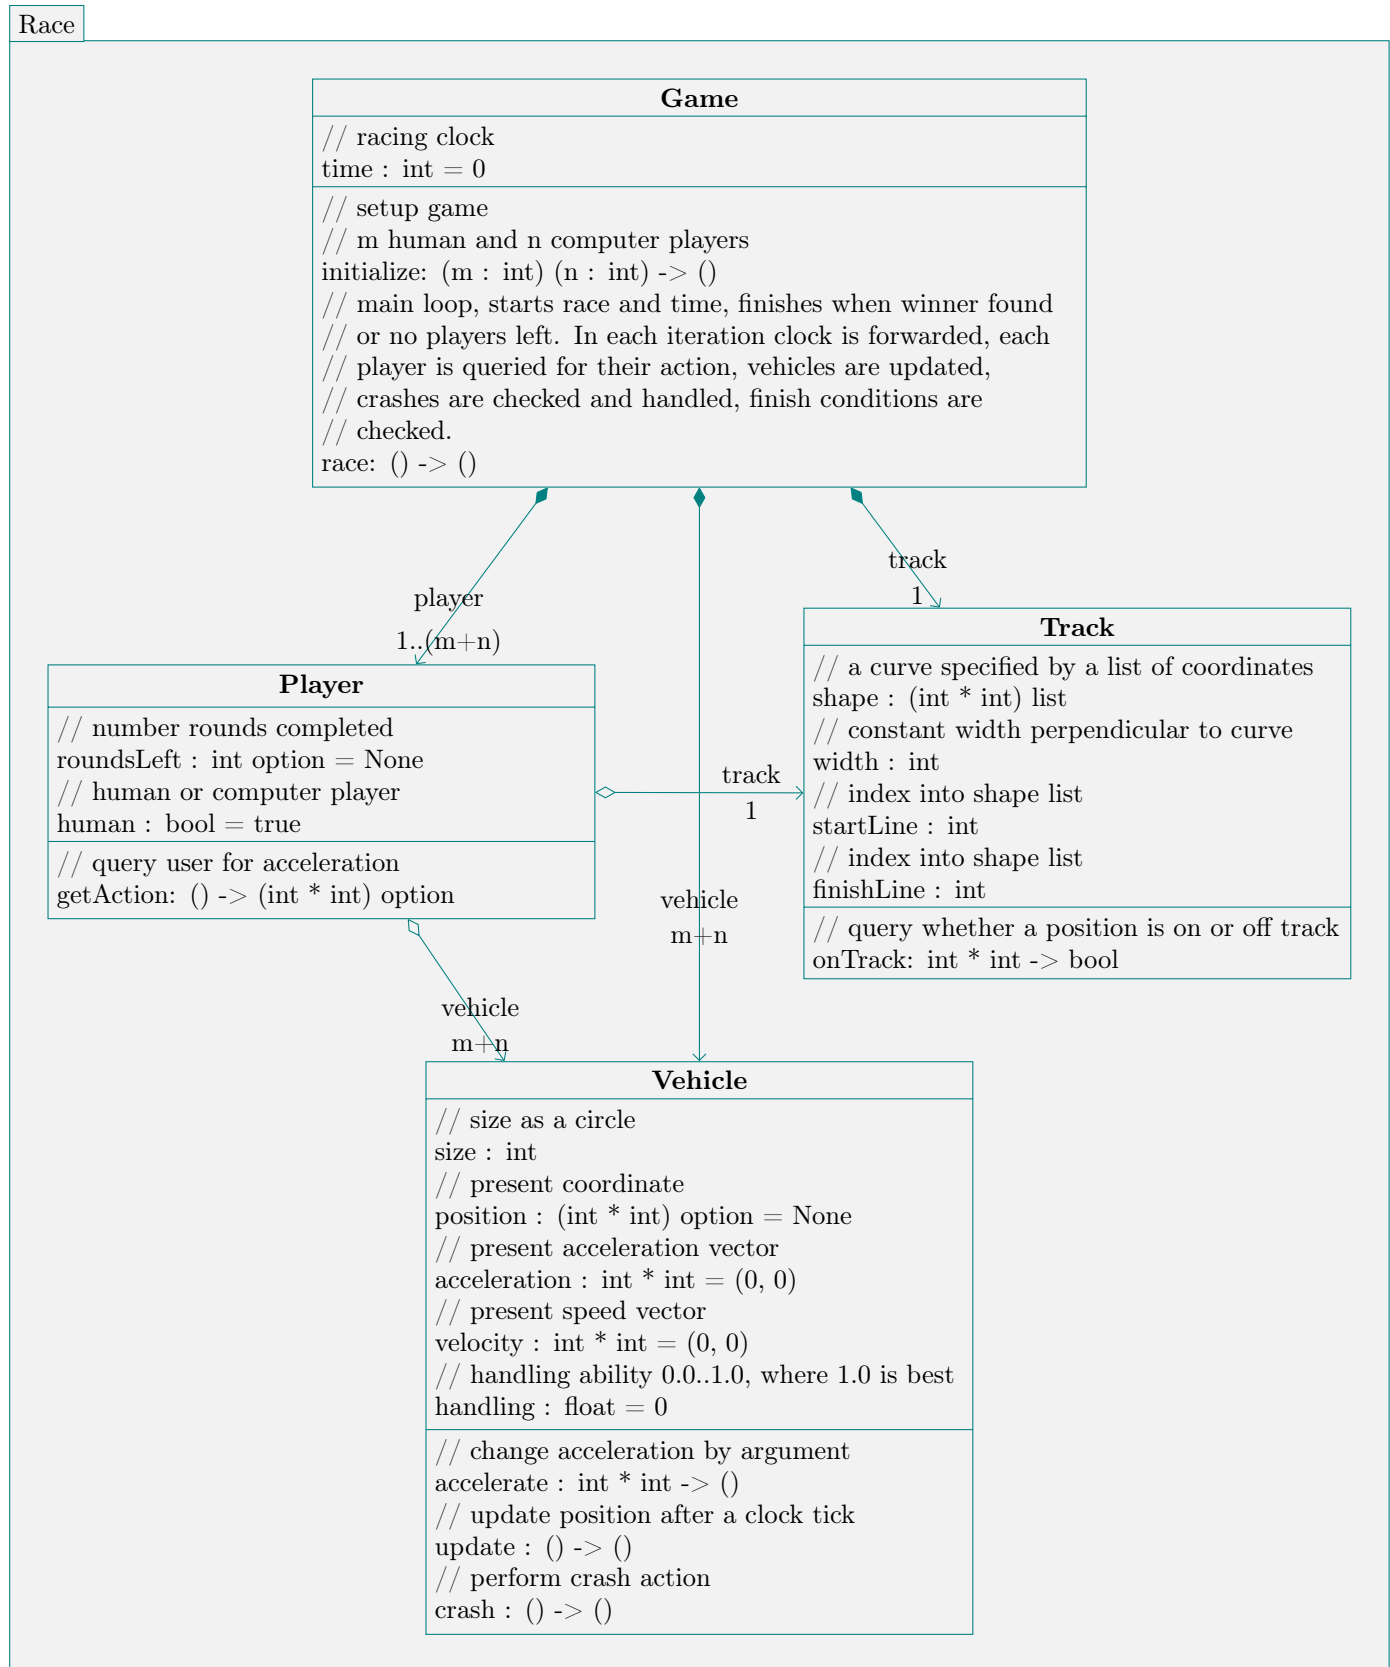 Race
Game
// racing clock
time : int = 0
// setup game
// m human and n computer players
initialize: (m : int) (n : int) -> ()
// main loop, starts race and time, finishes when winner found
// or no players left. In each iteration clock is forwarded, each
// player is queried for their action, vehicles are updated,
// crashes are checked and handled, finish conditions are
// checked.
race: () -> ()
player
1..(m+n)
track
1
Player
// number rounds completed
roundsLeft : int option = None
// human or computer player
human : bool = true
// query user for acceleration
getAction: () -> (int * int) option
track
1
Track
// a curve specified by a list of coordinates
shape : (int * int) list
// constant width perpendicular to curve
width : int
// index into shape list
startLine : int
// index into shape list
finishLine : int
// query whether a position is on or off track
onTrack: int * int -> bool
vehicle
m+n
vehicle
m+n
Vehicle
// size as a circle
size : int
// present coordinate
position : (int * int) option = None
// present acceleration vector
acceleration : int * int = (0, 0)
// present speed vector
velocity : int * int = (0, 0)
// handling ability 0.0..1.0, where 1.0 is best
handling : float = 0
// change acceleration by argument
accelerate : int * int -> ()
// update position after a clock tick
update : () -> ()
// perform crash action
crash : () -> ()